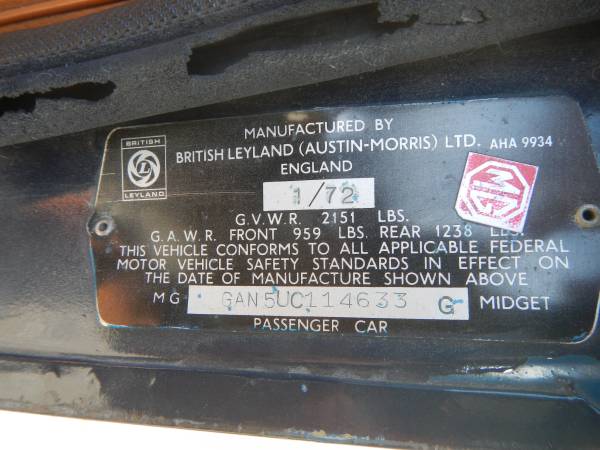 MANUFACTURED BY
BRITISH LEYLAND (AUSTIN-MORRIS) LTD. AHA 9934
ENGLAND
BRITISH
L
LEYLAND
1/72
MG
G.V.W.R. 2151 LBS.
G.A.W.R. FRONT 959 LBS. REAR 1238 LBS.
THIS VEHICLE CONFORMS TO ALL APPLICABLE FEDERAL
MOTOR VEHICLE SAFETY STANDARDS IN EFFECT ON
THE DATE OF MANUFACTURE SHOWN ABOVE
MG GAN5UC114633 G MIDGET
PASSENGER CAR